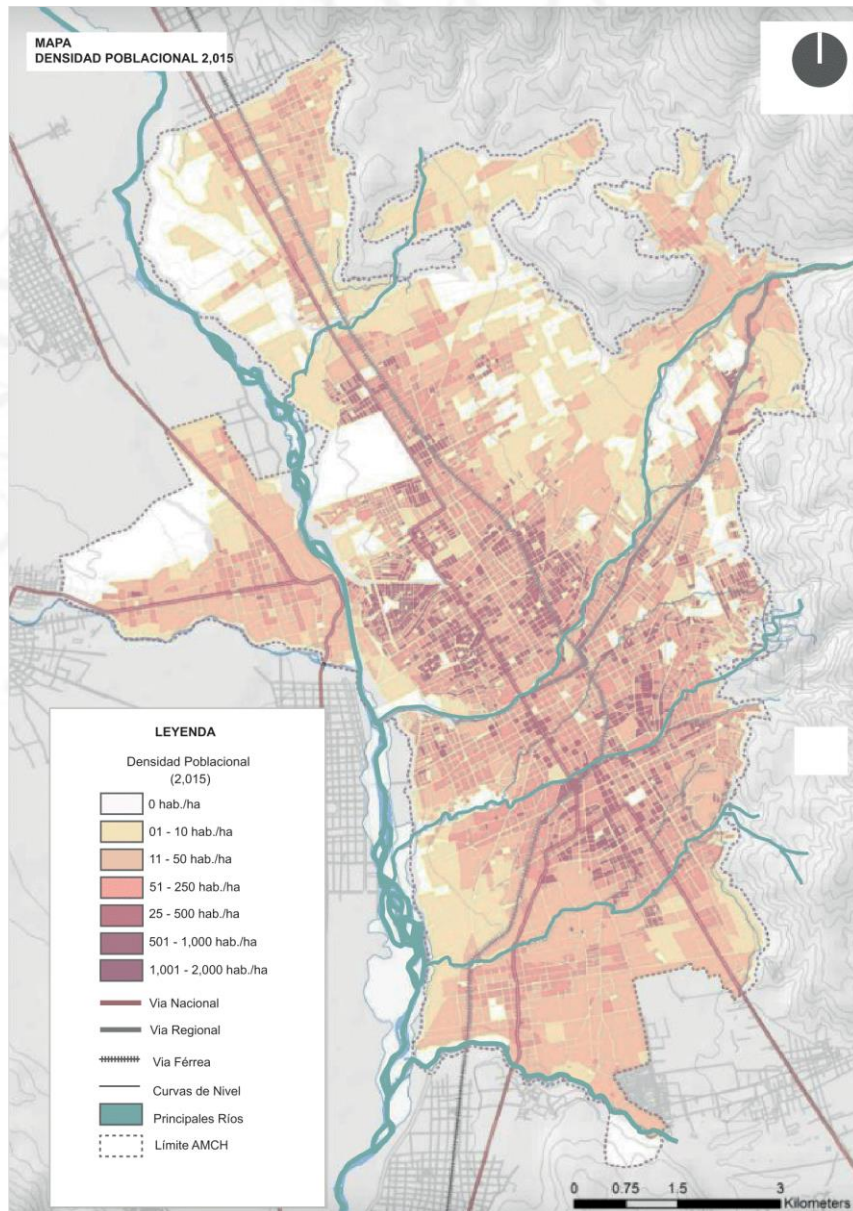 MAPA
DENSIDAD POBLACIONAL 2,015
LEYENDA
Densidad Poblacional
(2,015)
0 hab./ha
01 - 10 hab./ha
11 - 50 hab./ha
51 - 250 hab./ha
25 - 500 hab./ha
501 - 1,000 hab./ha
1,001 - 2,000 hab./ha
Via Nacional
Via Regional
Via Férrea
Curvas de Nivel
Principales Ríos
Límite AMCH
0 0.75 1.5 3
Kilometers